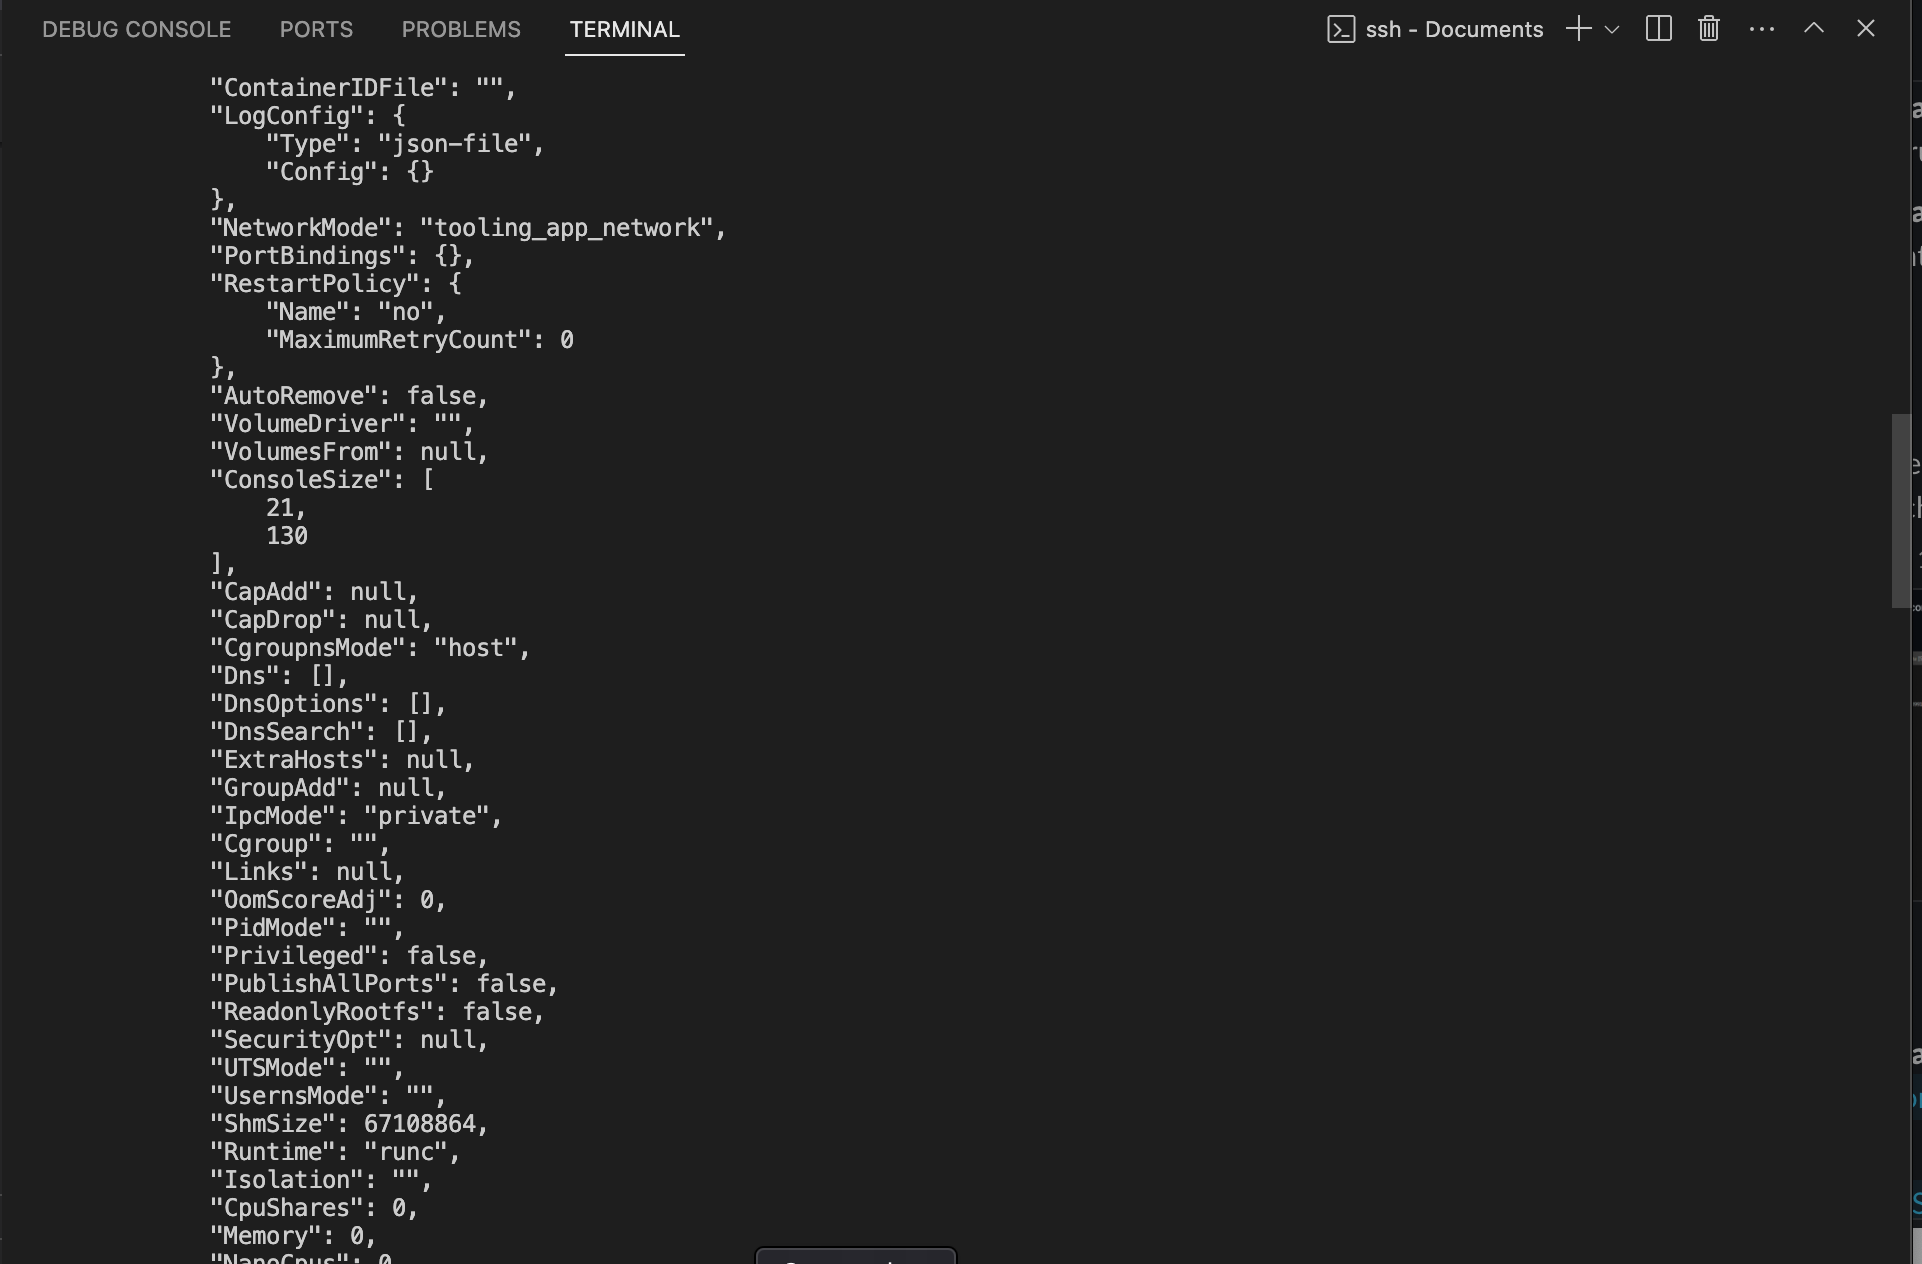 DEBUG CONSOLE PORTS PROBLEMS TERMINAL ssh - Documents
"ContainerIDFile": "",
"LogConfig": {
"Type": "json-file",
"Config": {}
},
"NetworkMode": "tooling_app_network",
"PortBindings": {},
"RestartPolicy": {
"Name": "no",
"MaximumRetryCount": 0
},
"AutoRemove": false,
"VolumeDriver": "",
"VolumesFrom": null,
"ConsoleSize": [
21,
130
],
"CapAdd": null,
"CapDrop": null,
"CgroupnsMode": "host",
"Dns": [],
"DnsOptions": [],
"DnsSearch": [],
"ExtraHosts": null,
"GroupAdd": null,
"IpcMode": "private",
"Cgroup": "",
"Links": null,
"OomScoreAdj": 0,
"PidMode": "",
"Privileged": false,
"PublishAllPorts": false,
"ReadonlyRootfs": false,
"SecurityOpt": null,
"UTSMode": "",
"UsernsMode": "",
"ShmSize": 67108864,
"Runtime": "runc",
"Isolation": "",
"CpuShares": 0,
"Memory": 0,
"NanoCpus": 0